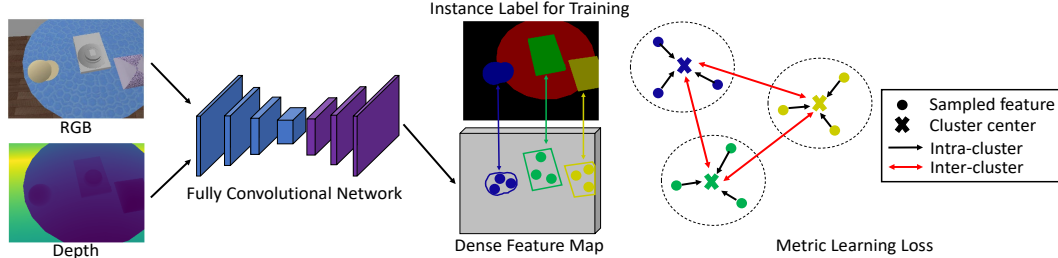 Instance Label for Training
RGB
Depth
Fully Convolutional Network
Dense Feature Map
Sampled feature
Cluster center
Intra-cluster
Inter-cluster
Metric Learning Loss